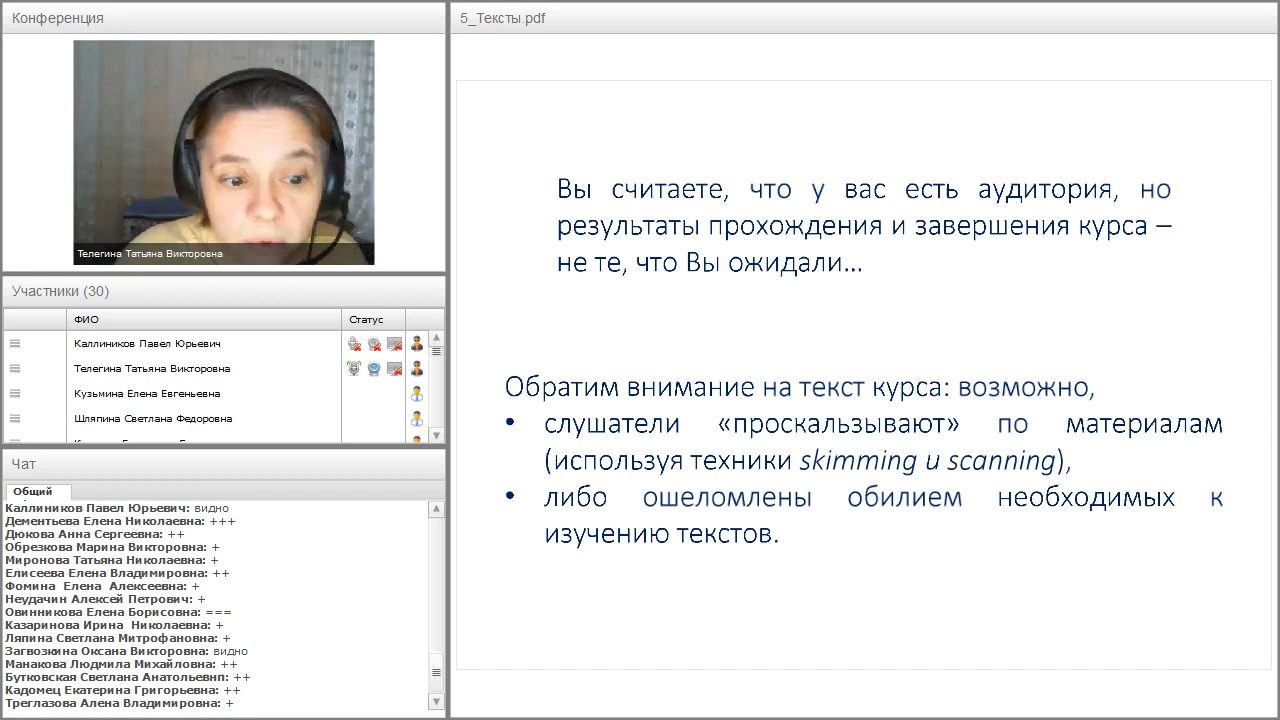 Конференция
Телегина Татьяна Викторовна
Участники (30)
ФИО
Статус
Каллиников Павел Юрьевич
Телегина Татьяна Викторовна
Кузьмина Елена Евгеньевна
Шляпина Светлана Федоровна
Чат
Общий
Каллиников Павел Юрьевич: видно
Дементьева Елена Николаевна: +++
Дюкова Анна Сергеевна: ++
Обрезкова Марина Викторовна: +
Миронова Татьяна Николаевна: +
Елисеева Елена Владимировна: ++
Фомина Елена Алексеевна: +
Неудачин Алексей Петрович: +
Овинникова Елена Борисовна: ===
Казаринова Ирина Николаевна: +
Ляпина Светлана Митрофановна: +
Загвозкина Оксана Викторовна: видно
Манакова Людмила Михайловна: ++
Бутковская Светлана Анатольевнп: ++
Кадомец Екатерина Григорьевна: ++
Треглазова Алена Владимировна: +
5_Тексты.pdf
Вы считаете, что у вас есть аудитория, но
результаты прохождения и завершения курса –
не те, что Вы ожидали…
Обратим внимание на текст курса: возможно,
• слушатели «проскальзывают» по материалам
(используя техники skimming и scanning),
• либо ошеломлены обилием необходимых к
изучению текстов.